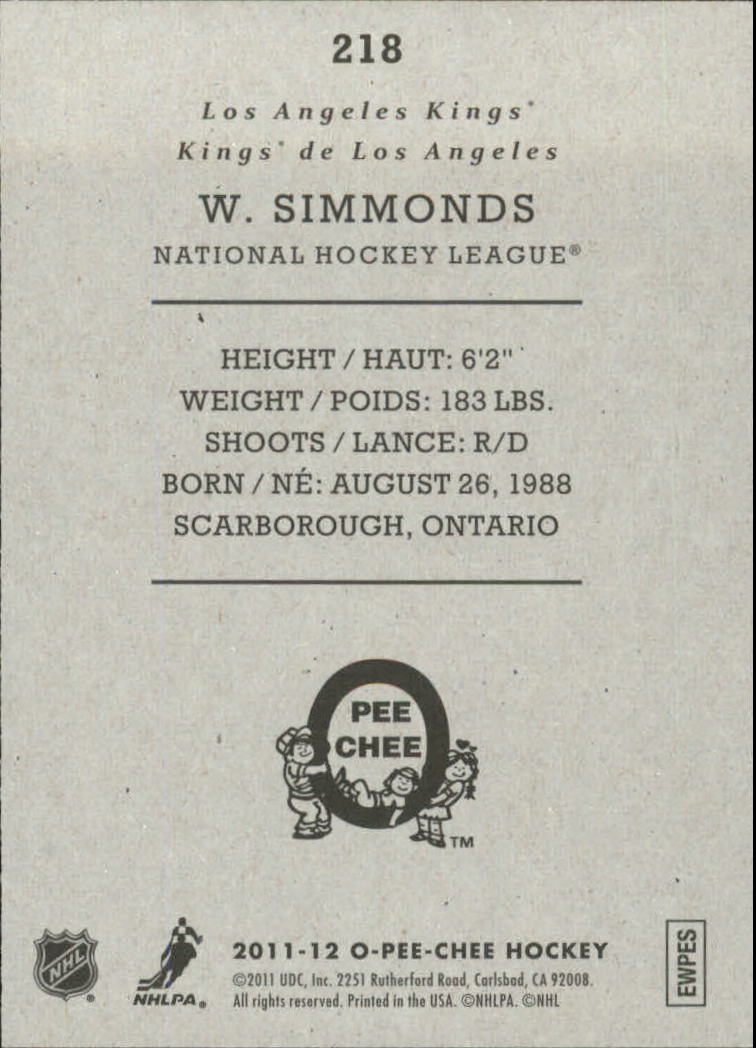 218
Los Angeles Kings®
Kings® de Los Angeles
W. SIMMONDS
NATIONAL HOCKEY LEAGUE®
HEIGHT / HAUT: 6'2"
WEIGHT / POIDS: 183 LBS.
SHOOTS / LANCE: R/D
BORN / NÉ: AUGUST 26, 1988
SCARBOROUGH, ONTARIO
O
PEE
CHEE
TM
NHL ®
NHLPA®
2011-12 O-PEE-CHEE HOCKEY
©2011 UDC, Inc. 2251 Rutherford Road, Carlsbad, CA 92008.
All rights reserved. Printed in the USA. ©NHLPA. ©NHL
EWPES